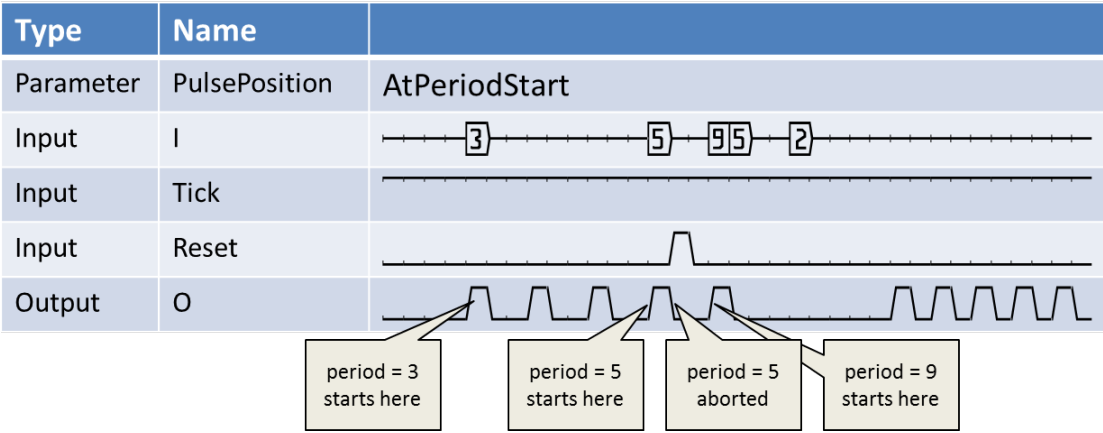 Type Name
Parameter PulsePosition AtPeriodStart
Input I 3 5 9 5 2
Input Tick
Input Reset
Output O
period = 3
starts here
period = 5
starts here
period = 5
aborted
period = 9
starts here